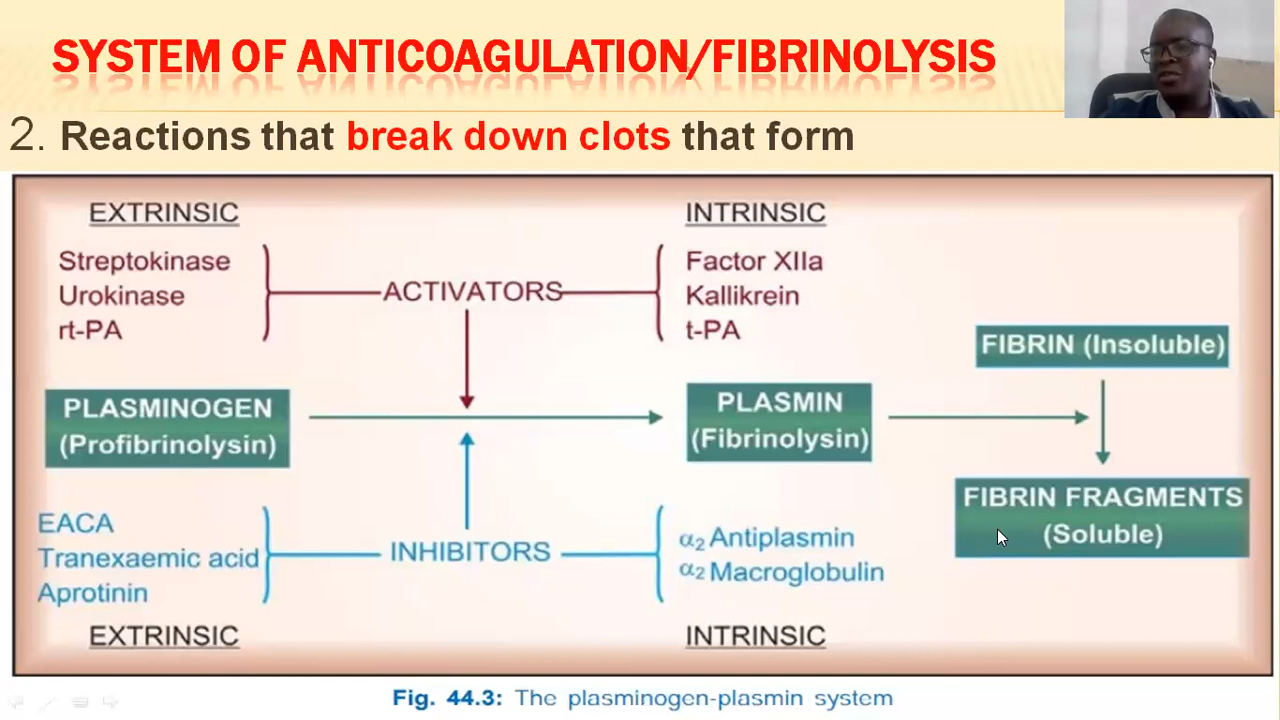 SYSTEM OF ANTICOAGULATION/FIBRINOLYSIS
2. Reactions that break down clots that form
EXTRINSIC
Streptokinase
Urokinase
rt-PA
ACTIVATORS
INTRINSIC
Factor XIIa
Kallikrein
t-PA
FIBRIN (Insoluble)
PLASMINOGEN
(Profibrinolysin)
PLASMIN
(Fibrinolysin)
FIBRIN FRAGMENTS
(Soluble)
EACA
Tranexaemic acid
Aprotinin
EXTRINSIC
INHIBITORS
α2 Antiplasmin
α2 Macroglobulin
INTRINSIC
Fig. 44.3: The plasminogen-plasmin system